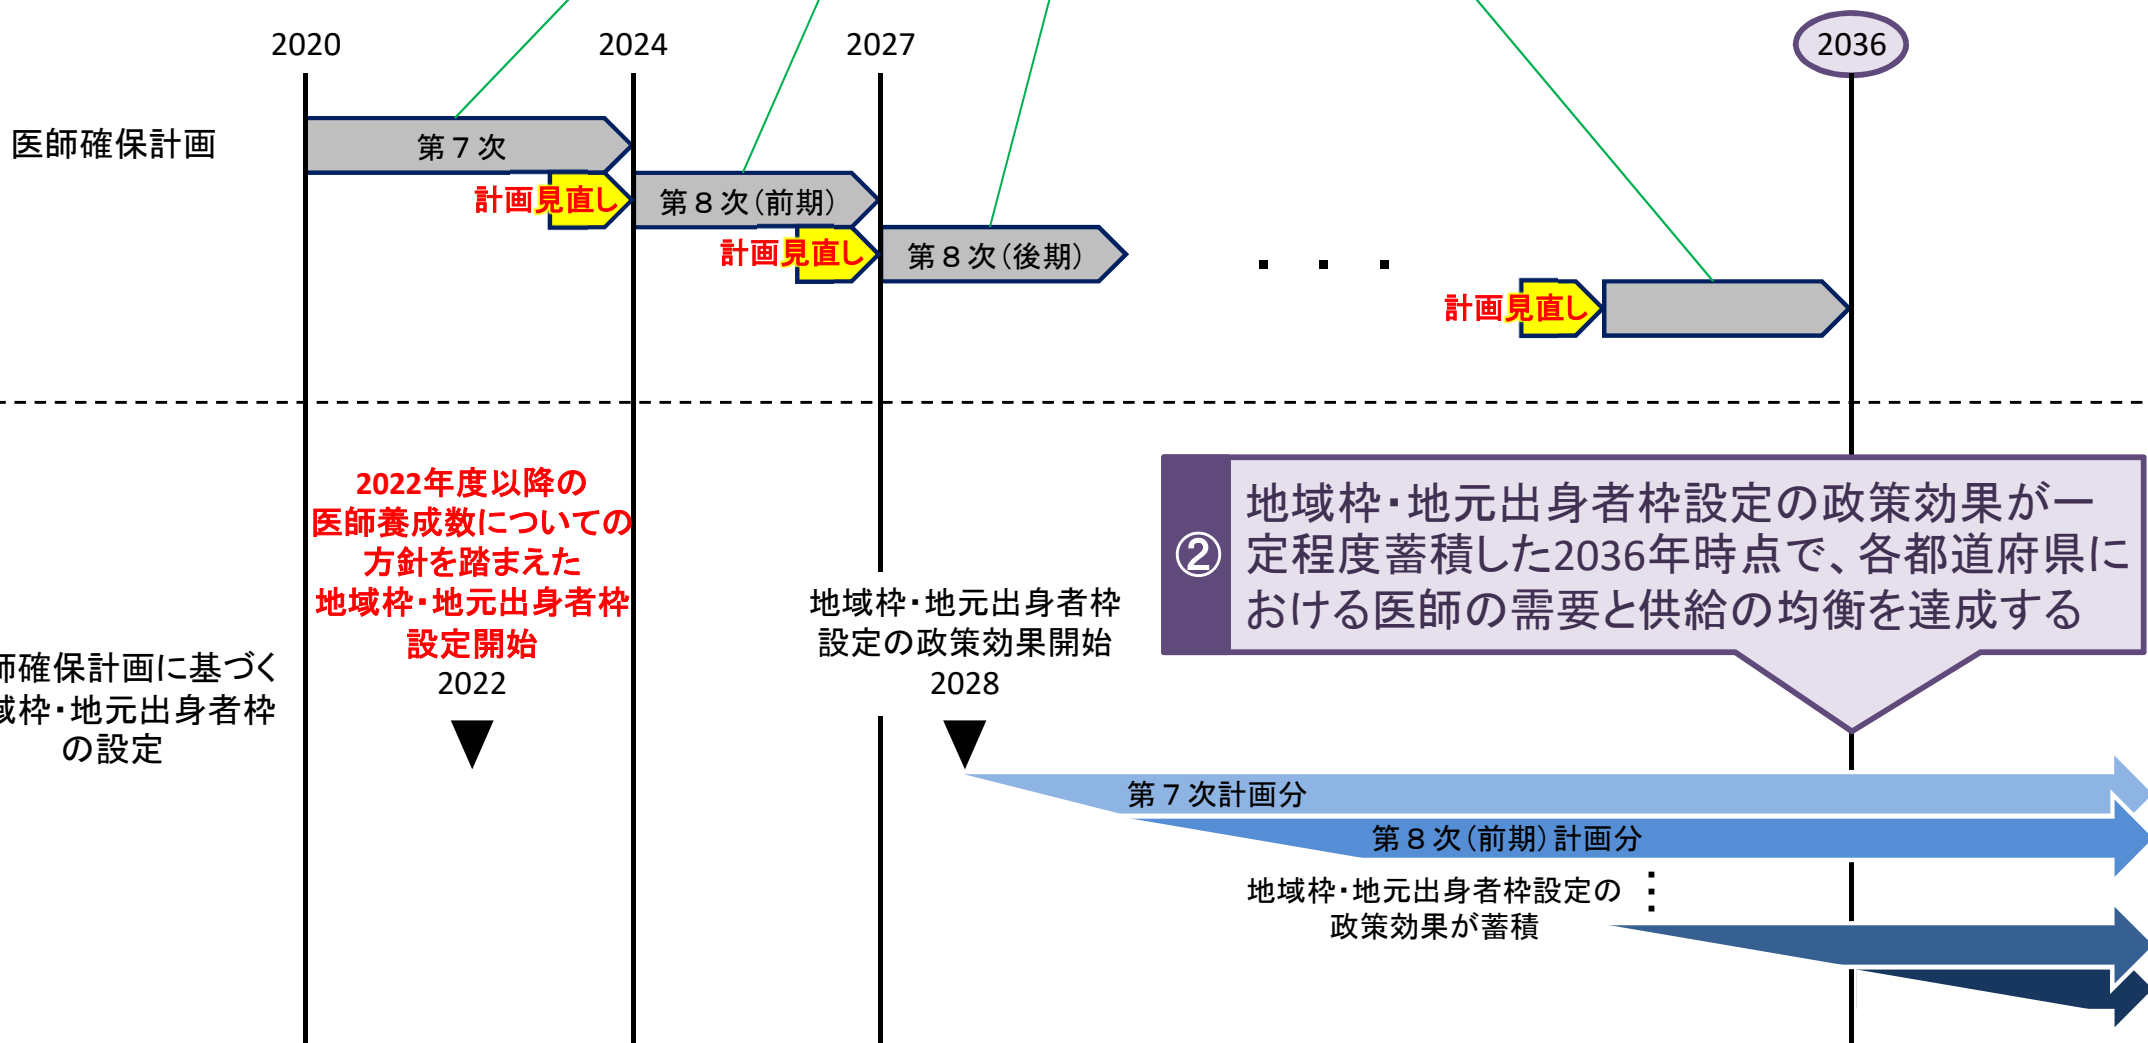 2020
2024
2027
2036
医師確保計画
第７次
計画見直し
第８次（前期）
計画見直し
第８次（後期）
・・・
計画見直し
2022年度以降の
医師養成数についての
方針を踏まえた
地域枠・地元出身者枠
設定開始
2022
地域枠・地元出身者枠
設定の政策効果開始
2028
②
地域枠・地元出身者枠設定の政策効果が一
定程度蓄積した2036年時点で、各都道府県に
おける医師の需要と供給の均衡を達成する
師確保計画に基づく
域枠・地元出身者枠
の設定
第７次計画分
第８次（前期）計画分
地域枠・地元出身者枠設定の
政策効果が蓄積